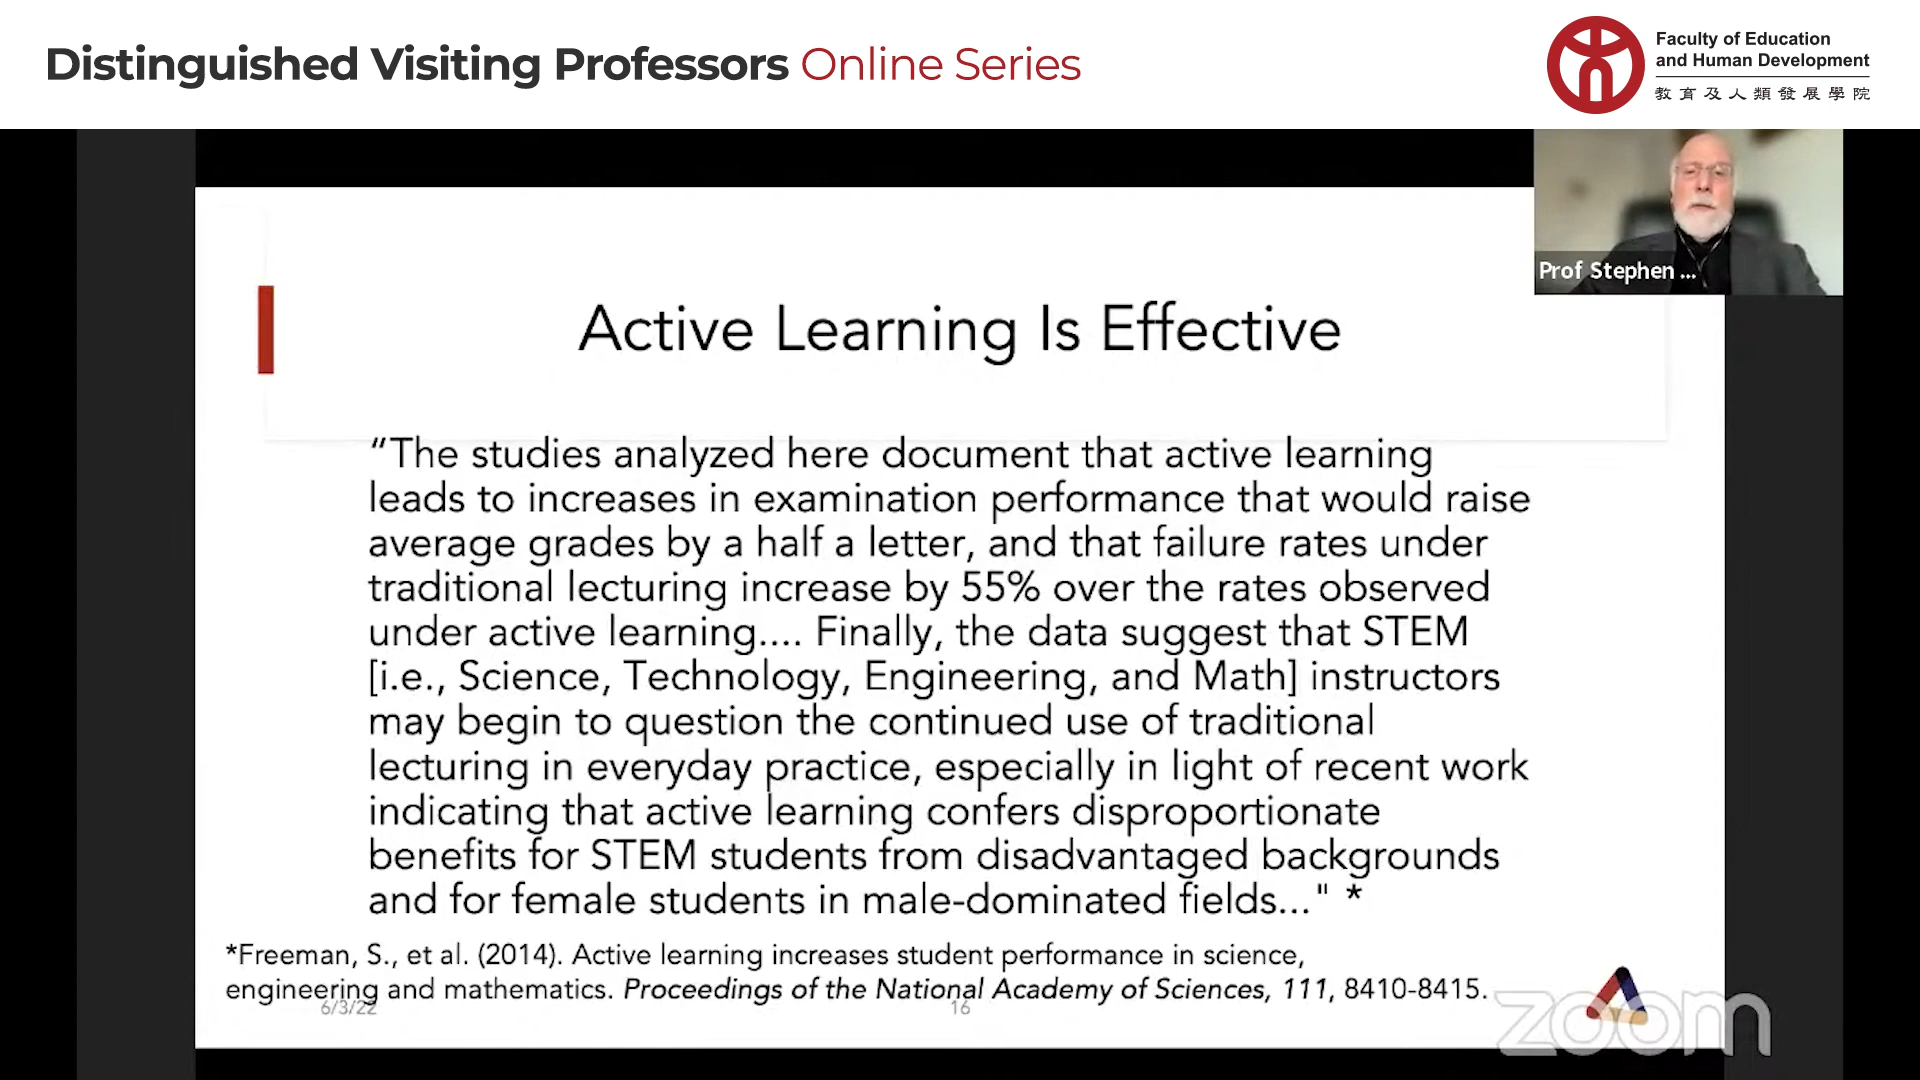 Distinguished Visiting Professors Online Series
Faculty of Education
and Human Development
教育及人類發展學院
Prof Stephen ...
Active Learning Is Effective
“The studies analyzed here document that active learning
leads to increases in examination performance that would raise
average grades by a half a letter, and that failure rates under
traditional lecturing increase by 55% over the rates observed
under active learning.... Finally, the data suggest that STEM
[i.e., Science, Technology, Engineering, and Math] instructors
may begin to question the continued use of traditional
lecturing in everyday practice, especially in light of recent work
indicating that active learning confers disproportionate
benefits for STEM students from disadvantaged backgrounds
and for female students in male-dominated fields..." *
*Freeman, S., et al. (2014). Active learning increases student performance in science,
engineering and mathematics. Proceedings of the National Academy of Sciences, 111, 8410-8415.
6/3/22
16
zoom